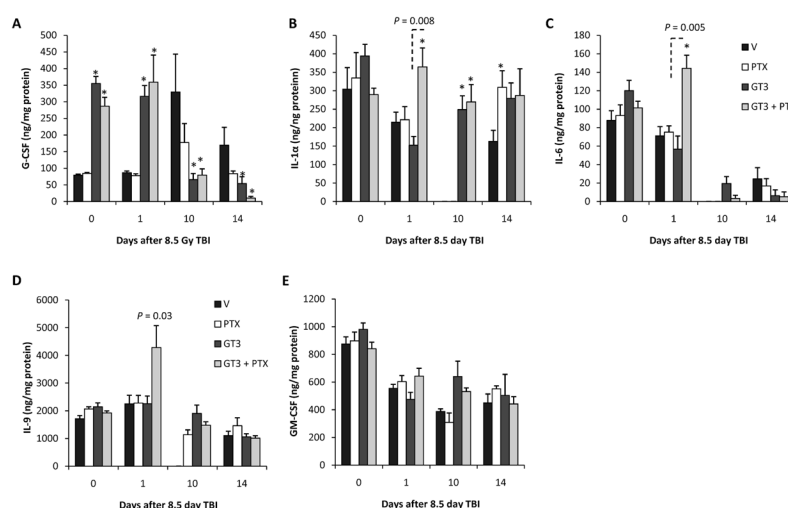 A
B
C
P = 0.008
P = 0.005
G-CSF (ng/mg proteinn)
500
450
400
350
300
250
200
150
100
50
0
* * * * * * * *
0 1 10 14
Days after 8.5 Gy TBI
IL-1α (ng/ng proteinn)
500
450
400
350
300
250
200
150
100
50
0
* * * *
0 1 10 14
Days after 8.5 day TBI
IL-6 (ng/mg protein)
180
160
140
120
100
80
60
40
20
0
*
0 1 10 14
Days after 8.5 day TBI
V
PTX
GT3
GT3 + PT
D
E
IL-9 (ng/mg protein)
6000
5000
4000
3000
2000
1000
0
P = 0.03
V
PTX
GT3
GT3 + PTX
0 1 10 14
Days after 8.5 day TBI
GM-CSF (ng/mg protein)
1200
1000
800
600
400
200
0
0 1 10 14
Days after 8.5 day TBI